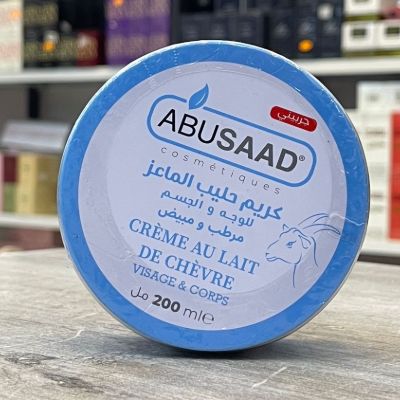 جربيني
ABUSAAD®
cosmétiques
كريم حليب الماعز
للوجه و الجسم
مرطب و مبيض
CRÈME AU LAIT
DE CHÈVRE
VISAGE & CORPS
200 ml℮ مل